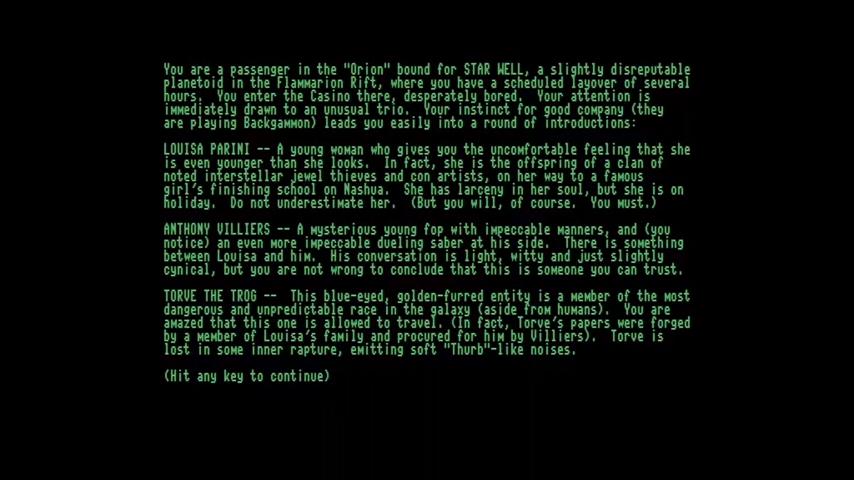 You are a passenger in the "Orion" bound for STAR WELL, a slightly disreputable
planetoid in the Flammarion Rift, where you have a scheduled layover of several
hours.  You enter the Casino there, desperately bored.  Your attention is
immediately drawn to an unusual trio.  Your instinct for good company (they
are playing Backgammon) leads you easily into a round of introductions:
LOUISA PARINI -- A young woman who gives you the uncomfortable feeling that she
is even younger than she looks.  In fact, she is the offspring of a clan of
noted interstellar jewel thieves and con artists, on her way to a famous
girl's finishing school on Nashua.  She has larceny in her soul, but she is on
holiday.  Do not underestimate her.  (But you will, of course.  You must.)
ANTHONY VILLIERS -- A mysterious young fop with impeccable manners, and (you
notice) an even more impeccable dueling saber at his side.  There is something
between Louisa and him.  His conversation is light, witty and just slightly
cynical, but you are not wrong to conclude that this is someone you can trust.
TORVE THE TROG --  This blue-eyed, golden-furred entity is a member of the most
dangerous and unpredictable race in the galaxy (aside from humans).  You are
amazed that this one is allowed to travel. (In fact, Torve's papers were forged
by a member of Louisa's family and procured for him by Villiers).  Torve is
lost in some inner rapture, emitting soft "Thurb"-like noises.
(Hit any key to continue)